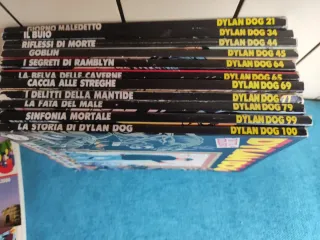 GIORNO MALEDETTO DYLAN DOG 21
IL BUIO DYLAN DOG 34
RIFLESSI DI MORTE DYLAN DOG 44
GOBLIN DYLAN DOG 45
I SEGRETI DI RAMBLYN DYLAN DOG 64
LA BELVA DELLE CAVERNE DYLAN DOG 65
CACCIA ALLE STREGHE DYLAN DOG 69
I DELITTI DELLA MANTIDE DYLAN DOG 71
LA FATA DEL MALE DYLAN DOG 79
SINFONIA MORTALE DYLAN DOG 99
LA STORIA DI DYLAN DOG DYLAN DOG 100